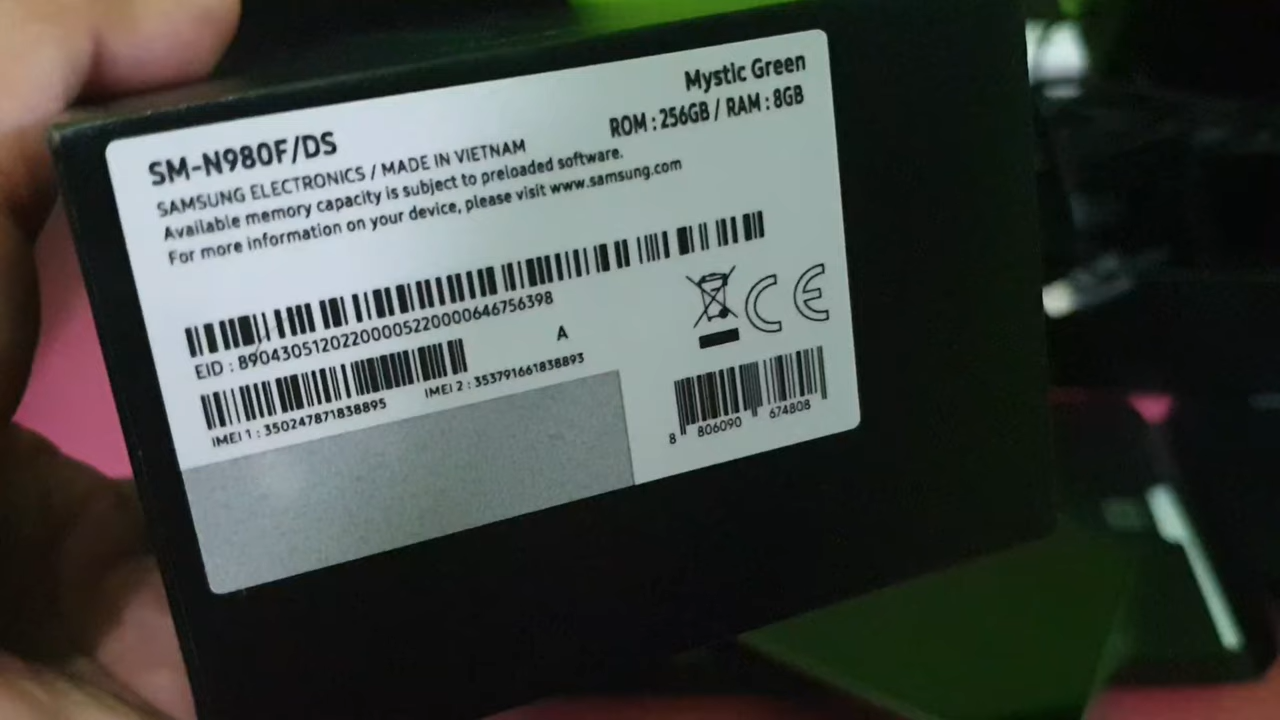 SM-N980F/DS
Mystic Green
ROM : 256GB / RAM : 8GB
SAMSUNG ELECTRONICS / MADE IN VIETNAM
Available memory capacity is subject to preloaded software.
For more information on your device, please visit www.samsung.com
EID : 89043051202200005220000646756398
A
IMEI 1 : 350247871838895
IMEI 2 : 353791661838893
CE
8 806090 674808